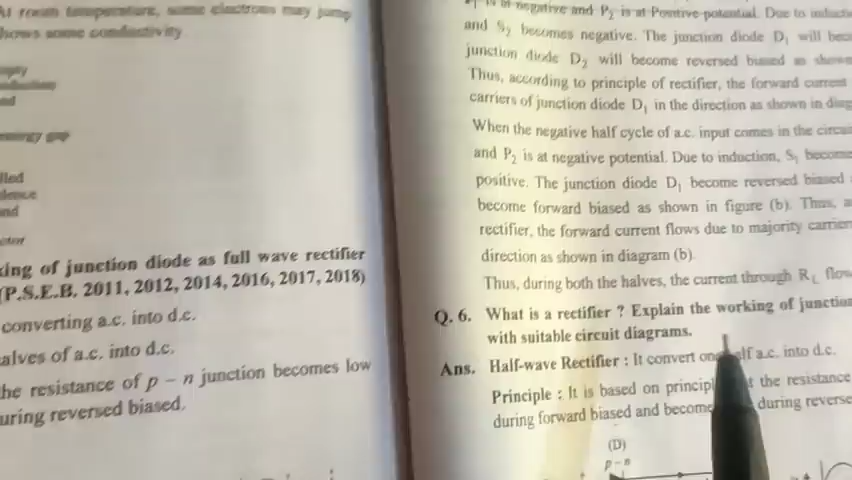 At room temperature, some electrons may jump
hows some conductivity
energy gap
king of junction diode as full wave rectifier
(P.S.E.B. 2011, 2012, 2014, 2016, 2017, 2018)
converting a.c. into d.c.
alves of a.c. into d.c.
he resistance of p – n junction becomes low
uring reversed biased.
is at negative and P2 is at Positive potential. Due to inducti
and S2 becomes negative. The junction diode D1 will bec
junction diode D2 will become reversed biased as shown
Thus, according to principle of rectifier, the forward current
carriers of junction diode D1 in the direction as shown in diag
When the negative half cycle of a.c. input comes in the circui
and P2 is at negative potential. Due to induction, S1 become
positive. The junction diode D1 become reversed biased
become forward biased as shown in figure (b). Thus, a
rectifier, the forward current flows due to majority carrier
direction as shown in diagram (b).
Thus, during both the halves, the current through RL flow
Q. 6. What is a rectifier ? Explain the working of junction
with suitable circuit diagrams.
Ans. Half-wave Rectifier : It convert one alf a.c. into d.c.
Principle : It is based on princip the resistance
during forward biased and become during reverse
(D)
p – n